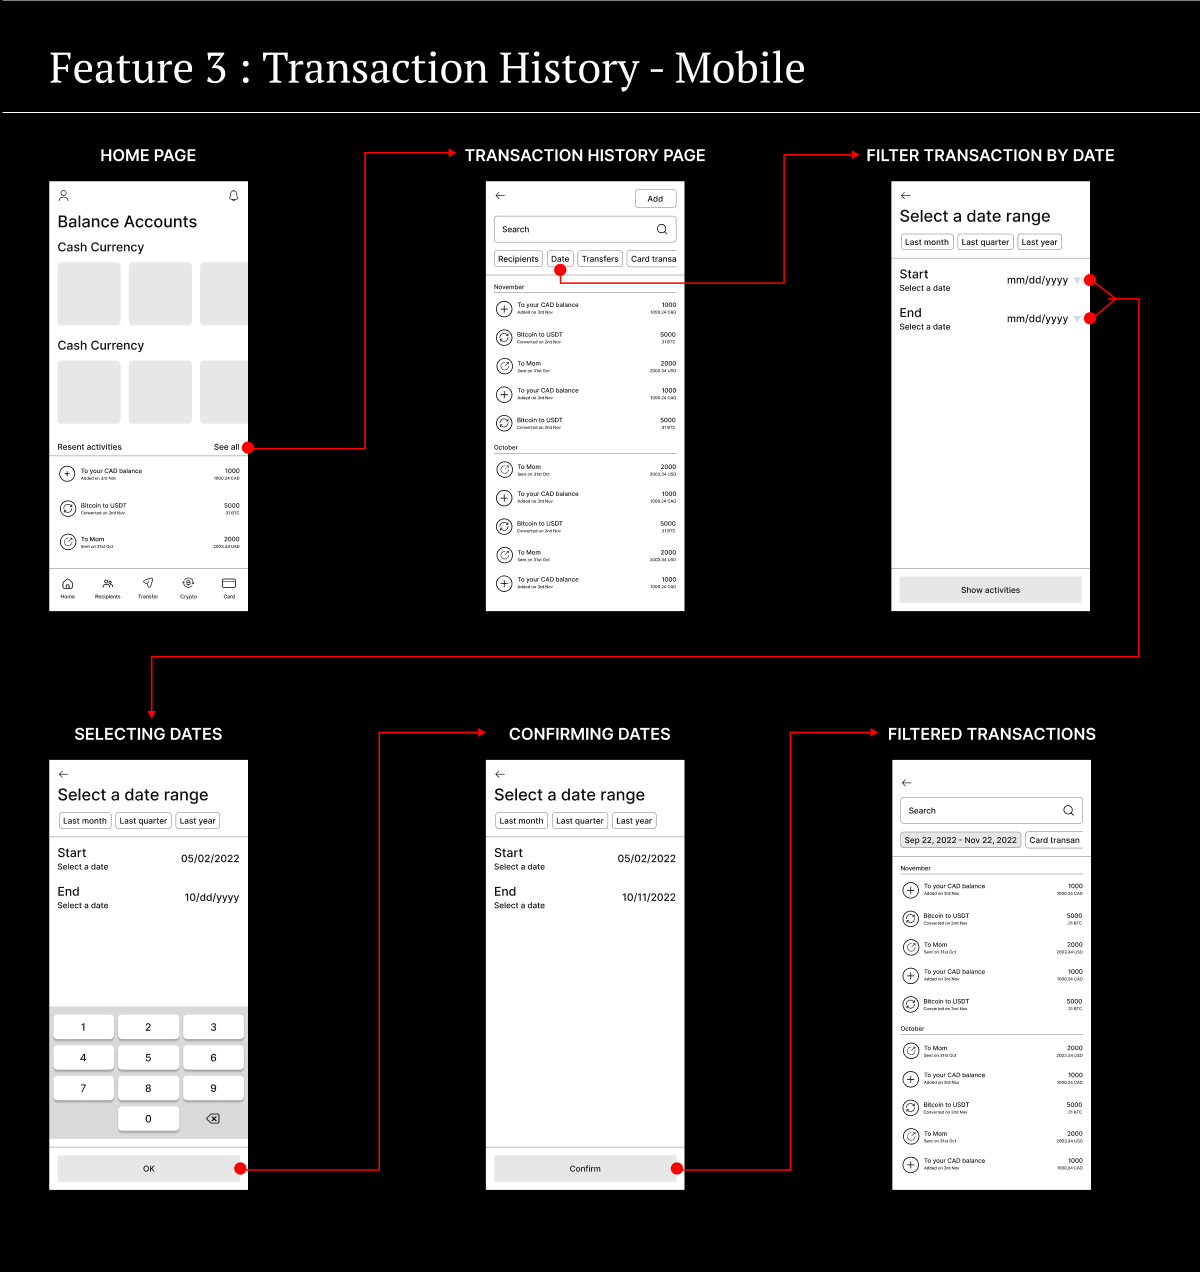 Feature 3 : Transaction History - Mobile
HOME PAGE
Balance Accounts
Cash Currency
Cash Currency
Resent activities See all
To your CAD balance 1000
Added on 3rd Nov 1000.24 CAD
Bitcoin to USDT 5000
Converted on 2nd Nov .31 BTC
To Mom 2000
Sent on 31st Oct 2003.34 USD
Home Recipients Transfer Crypto Card
TRANSACTION HISTORY PAGE
Add
Search
Recipients Date Transfers Card transa
November
To your CAD balance 1000
Added on 3rd Nov 1000.24 CAD
Bitcoin to USDT 5000
Converted on 2nd Nov .31 BTC
To Mom 2000
Sent on 31st Oct 2003.34 USD
To your CAD balance 1000
Added on 3rd Nov 1000.24 CAD
Bitcoin to USDT 5000
Converted on 2nd Nov .31 BTC
October
To Mom 2000
Sent on 31st Oct 2003.34 USD
To your CAD balance 1000
Added on 3rd Nov 1000.24 CAD
Bitcoin to USDT 5000
Converted on 2nd Nov .31 BTC
To Mom 2000
Sent on 31st Oct 2003.34 USD
To your CAD balance 1000
Added on 3rd Nov 1000.24 CAD
FILTER TRANSACTION BY DATE
Select a date range
Last month Last quarter Last year
Start mm/dd/yyyy
Select a date
End mm/dd/yyyy
Select a date
Show activities
SELECTING DATES
Select a date range
Last month Last quarter Last year
Start 05/02/2022
Select a date
End 10/dd/yyyy
Select a date
1 2 3
4 5 6
7 8 9
0
OK
CONFIRMING DATES
Select a date range
Last month Last quarter Last year
Start 05/02/2022
Select a date
End 10/11/2022
Select a date
Confirm
FILTERED TRANSACTIONS
Search
Sep 22, 2022 - Nov 22, 2022 Card transan
November
To your CAD balance 1000
Added on 3rd Nov 1000.24 CAD
Bitcoin to USDT 5000
Converted on 2nd Nov .31 BTC
To Mom 2000
Sent on 31st Oct 2003.34 USD
To your CAD balance 1000
Added on 3rd Nov 1000.24 CAD
Bitcoin to USDT 5000
Converted on 2nd Nov .31 BTC
October
To Mom 2000
Sent on 31st Oct 2003.34 USD
To your CAD balance 1000
Added on 3rd Nov 1000.24 CAD
Bitcoin to USDT 5000
Converted on 2nd Nov .31 BTC
To Mom 2000
Sent on 31st Oct 2003.34 USD
To your CAD balance 1000
Added on 3rd Nov 1000.24 CAD